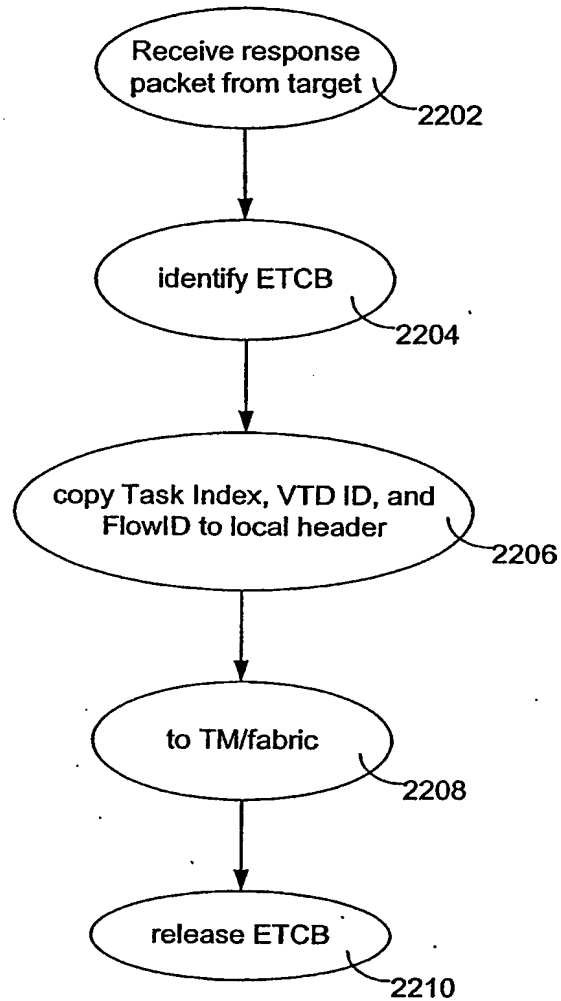 Receive response
packet from target
2202
identify ETCB
2204
copy Task Index, VTD ID, and
FlowID to local header
2206
to TM/fabric
2208
release ETCB
2210